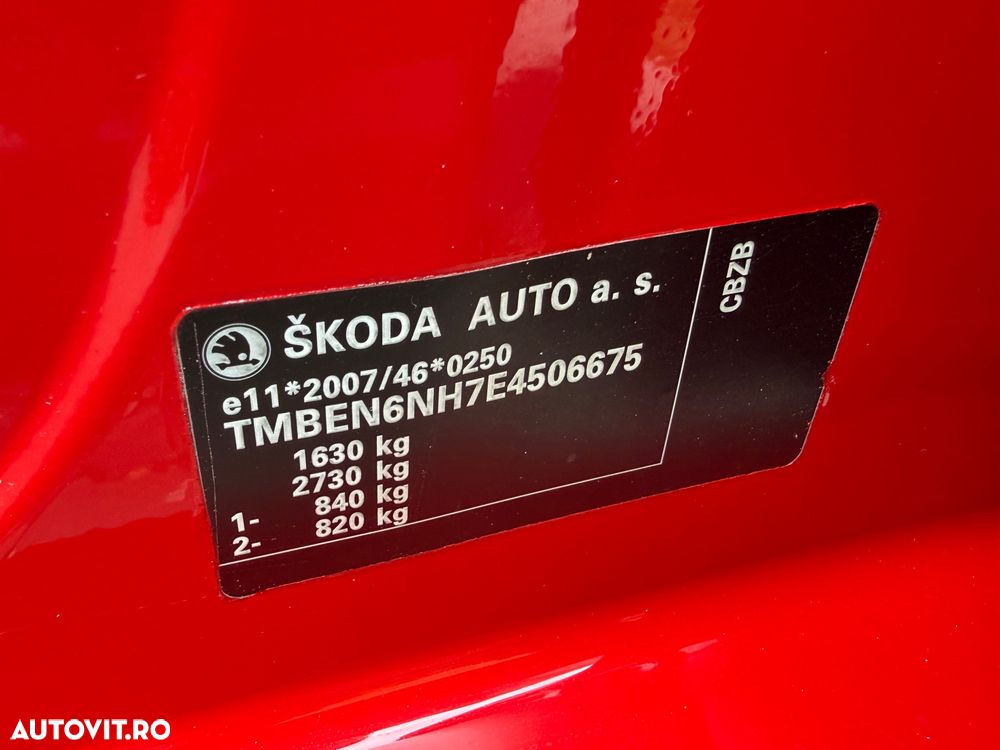 ŠKODA AUTO a. s.
e11*2007/46*0250
TMBEN6NH7E4506675
1630 kg
2730 kg
1- 840 kg
2- 820 kg
CBZB
AUTOVIT.RO